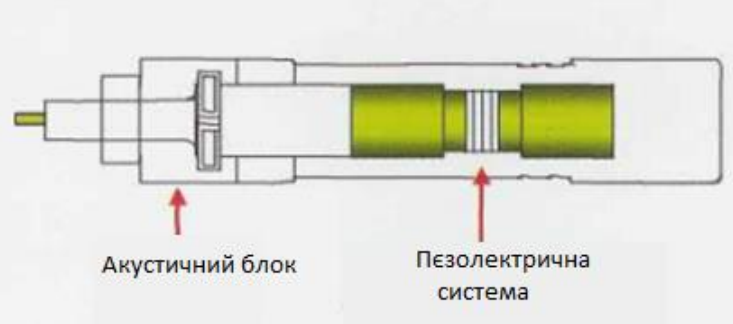 Акустичний блок
Пєзолектрична
система